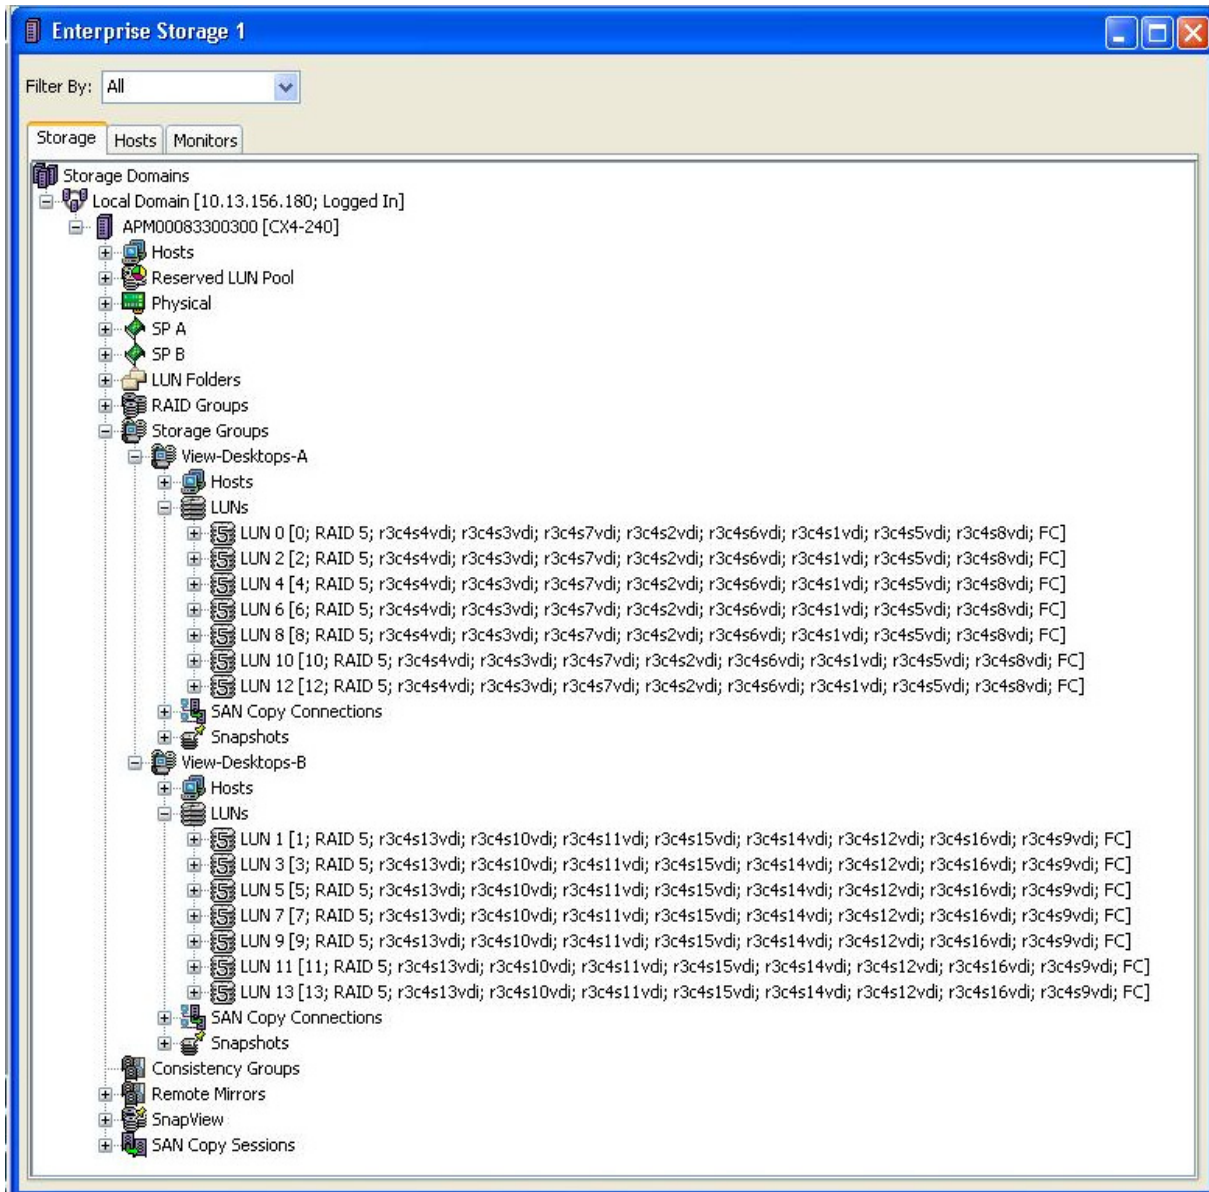 Enterprise Storage 1
Filter By: All
Storage Hosts Monitors
Storage Domains
Local Domain [10.13.156.180; Logged In]
APM00083300300 [CX4-240]
Hosts
Reserved LUN Pool
Physical
SP A
SP B
LUN Folders
RAID Groups
Storage Groups
View-Desktops-A
Hosts
LUNs
LUN 0 [0; RAID 5; r3c4s4vdi; r3c4s3vdi; r3c4s7vdi; r3c4s2vdi; r3c4s6vdi; r3c4s1vdi; r3c4s5vdi; r3c4s8vdi; FC]
LUN 2 [2; RAID 5; r3c4s4vdi; r3c4s3vdi; r3c4s7vdi; r3c4s2vdi; r3c4s6vdi; r3c4s1vdi; r3c4s5vdi; r3c4s8vdi; FC]
LUN 4 [4; RAID 5; r3c4s4vdi; r3c4s3vdi; r3c4s7vdi; r3c4s2vdi; r3c4s6vdi; r3c4s1vdi; r3c4s5vdi; r3c4s8vdi; FC]
LUN 6 [6; RAID 5; r3c4s4vdi; r3c4s3vdi; r3c4s7vdi; r3c4s2vdi; r3c4s6vdi; r3c4s1vdi; r3c4s5vdi; r3c4s8vdi; FC]
LUN 8 [8; RAID 5; r3c4s4vdi; r3c4s3vdi; r3c4s7vdi; r3c4s2vdi; r3c4s6vdi; r3c4s1vdi; r3c4s5vdi; r3c4s8vdi; FC]
LUN 10 [10; RAID 5; r3c4s4vdi; r3c4s3vdi; r3c4s7vdi; r3c4s2vdi; r3c4s6vdi; r3c4s1vdi; r3c4s5vdi; r3c4s8vdi; FC]
LUN 12 [12; RAID 5; r3c4s4vdi; r3c4s3vdi; r3c4s7vdi; r3c4s2vdi; r3c4s6vdi; r3c4s1vdi; r3c4s5vdi; r3c4s8vdi; FC]
SAN Copy Connections
Snapshots
View-Desktops-B
Hosts
LUNs
LUN 1 [1; RAID 5; r3c4s13vdi; r3c4s10vdi; r3c4s11vdi; r3c4s15vdi; r3c4s14vdi; r3c4s12vdi; r3c4s16vdi; r3c4s9vdi; FC]
LUN 3 [3; RAID 5; r3c4s13vdi; r3c4s10vdi; r3c4s11vdi; r3c4s15vdi; r3c4s14vdi; r3c4s12vdi; r3c4s16vdi; r3c4s9vdi; FC]
LUN 5 [5; RAID 5; r3c4s13vdi; r3c4s10vdi; r3c4s11vdi; r3c4s15vdi; r3c4s14vdi; r3c4s12vdi; r3c4s16vdi; r3c4s9vdi; FC]
LUN 7 [7; RAID 5; r3c4s13vdi; r3c4s10vdi; r3c4s11vdi; r3c4s15vdi; r3c4s14vdi; r3c4s12vdi; r3c4s16vdi; r3c4s9vdi; FC]
LUN 9 [9; RAID 5; r3c4s13vdi; r3c4s10vdi; r3c4s11vdi; r3c4s15vdi; r3c4s14vdi; r3c4s12vdi; r3c4s16vdi; r3c4s9vdi; FC]
LUN 11 [11; RAID 5; r3c4s13vdi; r3c4s10vdi; r3c4s11vdi; r3c4s15vdi; r3c4s14vdi; r3c4s12vdi; r3c4s16vdi; r3c4s9vdi; FC]
LUN 13 [13; RAID 5; r3c4s13vdi; r3c4s10vdi; r3c4s11vdi; r3c4s15vdi; r3c4s14vdi; r3c4s12vdi; r3c4s16vdi; r3c4s9vdi; FC]
SAN Copy Connections
Snapshots
Consistency Groups
Remote Mirrors
SnapView
SAN Copy Sessions